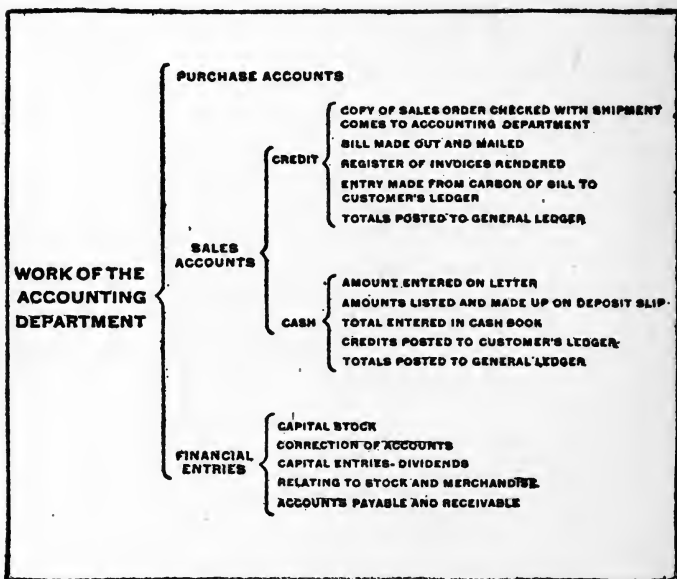 WORK OF THE
ACCOUNTING
DEPARTMENT
PURCHASE ACCOUNTS
SALES
ACCOUNTS
CREDIT
COPY OF SALES ORDER CHECKED WITH SHIPMENT
COMES TO ACCOUNTING DEPARTMENT
BILL MADE OUT AND MAILED
REGISTER OF INVOICES RENDERED
ENTRY MADE FROM CARBON OF BILL TO
CUSTOMER'S LEDGER
TOTALS POSTED TO GENERAL LEDGER
CASH
AMOUNT ENTERED ON LETTER
AMOUNTS LISTED AND MADE UP ON DEPOSIT SLIP
TOTAL ENTERED IN CASH BOOK
CREDITS POSTED TO CUSTOMER'S LEDGER
TOTALS POSTED TO GENERAL LEDGER
FINANCIAL
ENTRIES
CAPITAL STOCK
CORRECTION OF ACCOUNTS
CAPITAL ENTRIES- DIVIDENDS
RELATING TO STOCK AND MERCHANDISE
ACCOUNTS PAYABLE AND RECEIVABLE